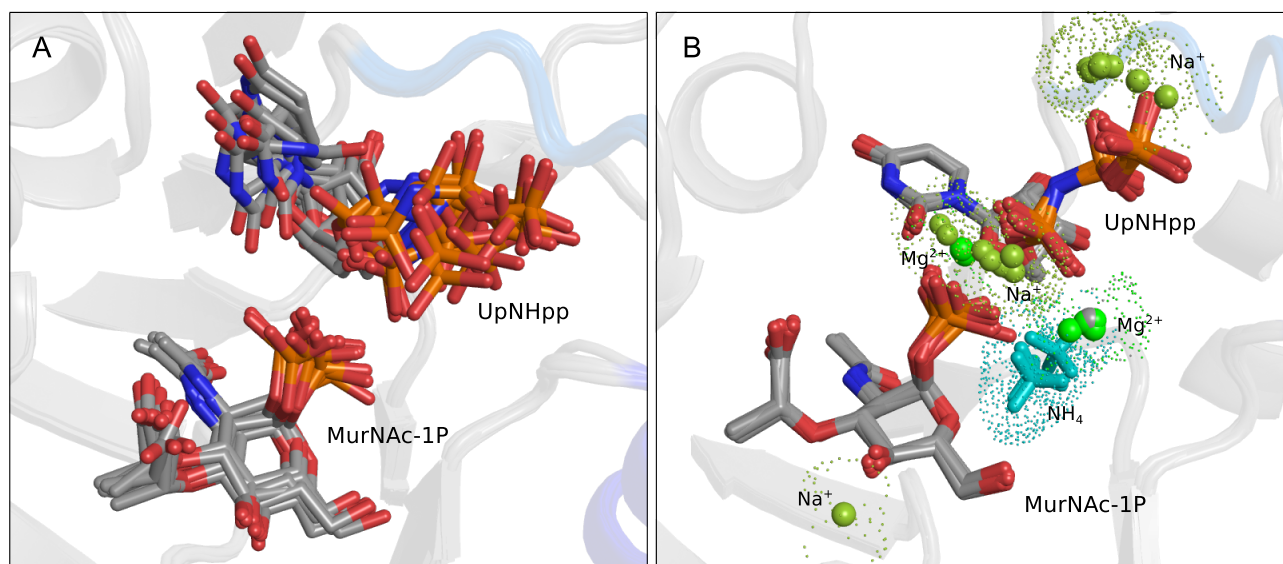 A
UpNHpp
MurNAc-1P
B
Na⁺
UpNHpp
Mg²⁺
Na⁺
Mg²⁺
NH₄
MurNAc-1P
Na⁺